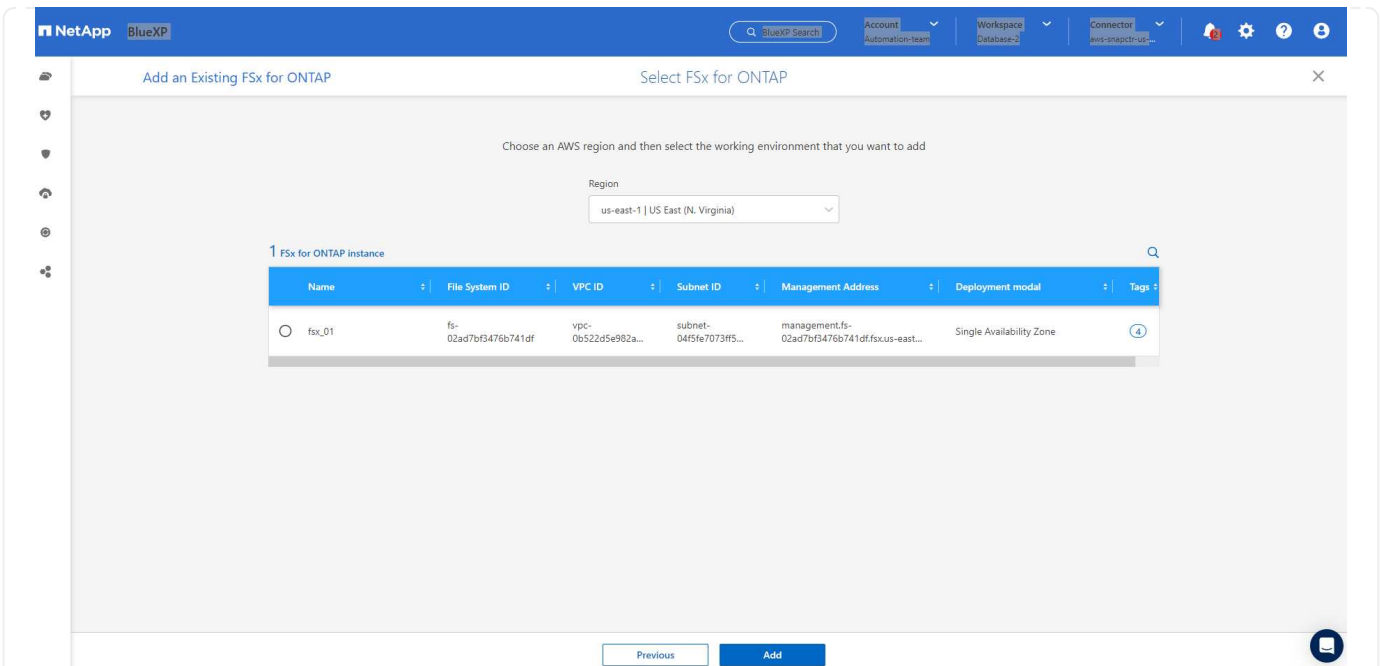 NetApp BlueXP
BlueXP Search
Account
Automation-team
Workspace
Database-2
Connector
aws-snapctr-us-...
2
Add an Existing FSx for ONTAP
Select FSx for ONTAP
Choose an AWS region and then select the working environment that you want to add
Region
us-east-1 | US East (N. Virginia)
1 FSx for ONTAP instance
Name File System ID VPC ID Subnet ID Management Address Deployment modal Tags
fsx_01 fs- vpc- subnet- management.fs- Single Availability Zone 4
02ad7bf3476b741df 0b522d5e982a... 04f5fe7073ff5... 02ad7bf3476b741df.fsx.us-east...
Previous Add